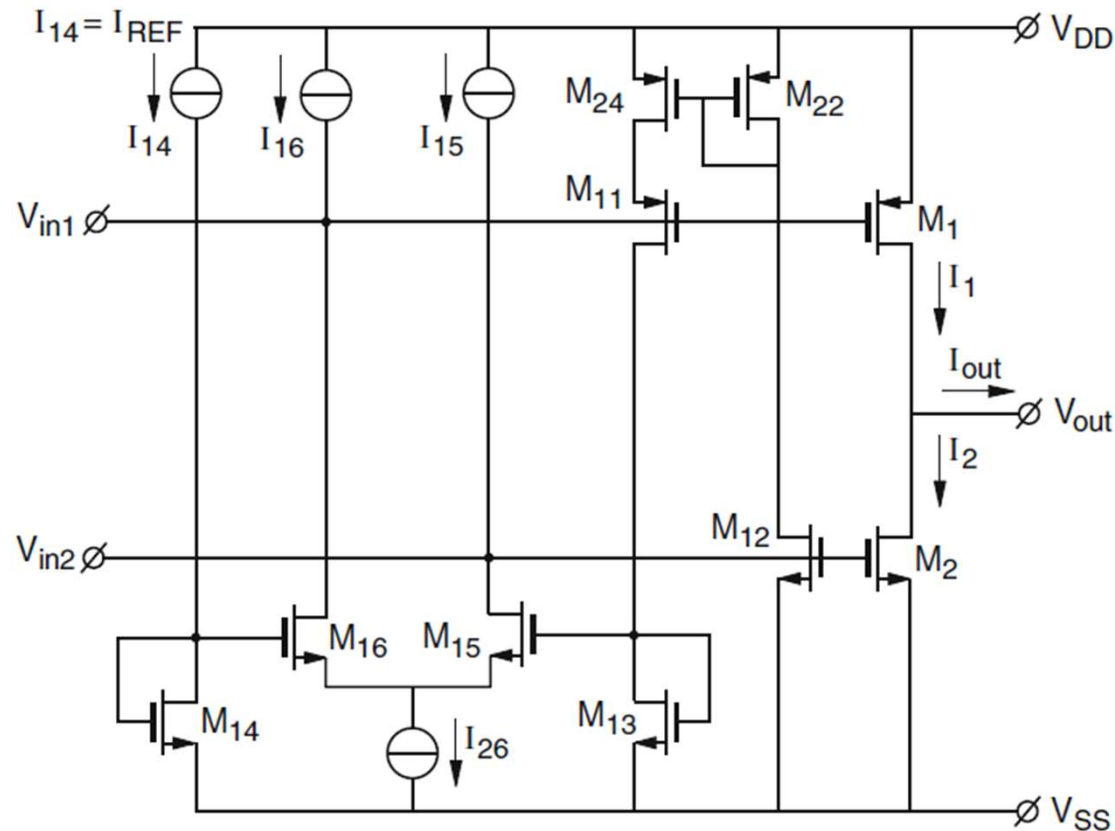 I14 = IREF
VDD
M24
M22
I14
I16
I15
M11
Vin1
M1
I1
Iout
Vout
I2
M12
Vin2
M2
M16
M15
M14
M13
I26
VSS